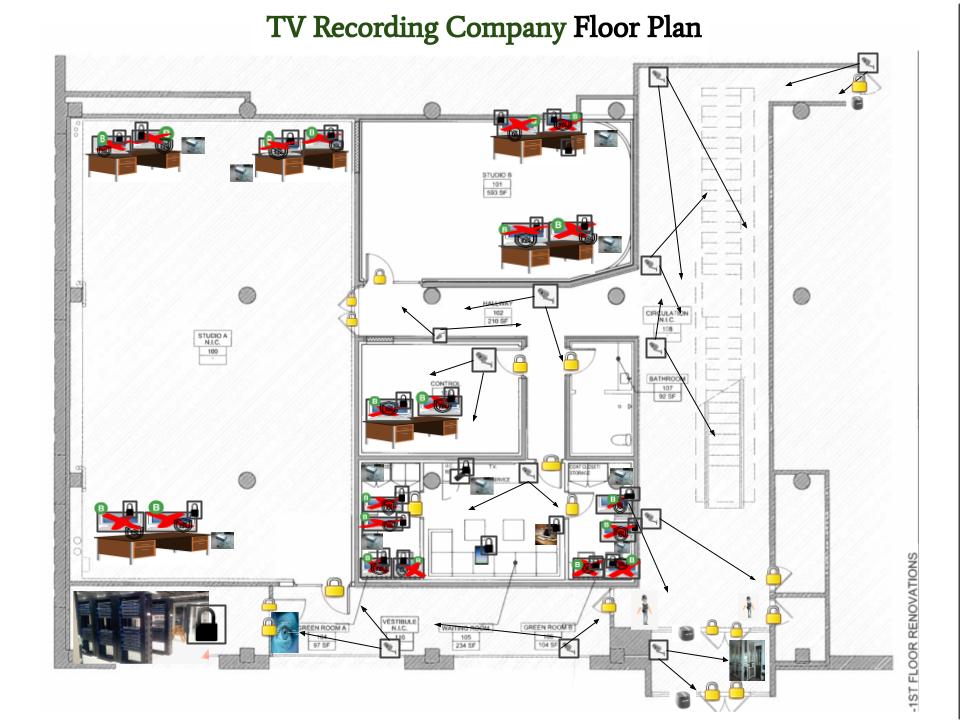 TV Recording Company Floor Plan
STUDIO B
101
593 SF
HALLWAY
102
210 SF
CIRCULATION
N.I.C.
108
STUDIO A
N.I.C.
100
CONTROL
BATHROOM
107
92 SF
T.V.
SERVICE
COAT CLOSET/
STORAGE
GREEN ROOM A
104
97 SF
VESTIBULE
N.I.C.
110
WAITING ROOM
105
234 SF
GREEN ROOM B
106
104 SF
-1ST FLOOR RENOVATIONS
B
B
B
B
B
B
B
B
B
B